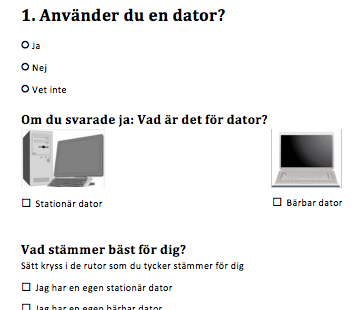 1. Använder du en dator?
Ja
Nej
Vet inte
Om du svarade ja: Vad är det för dator?
Stationär dator
Bärbar dator
Vad stämmer bäst för dig?
Sätt kryss i de rutor som du tycker stämmer för dig
Jag har en egen stationär dator
Jag har en egen bärbar dator